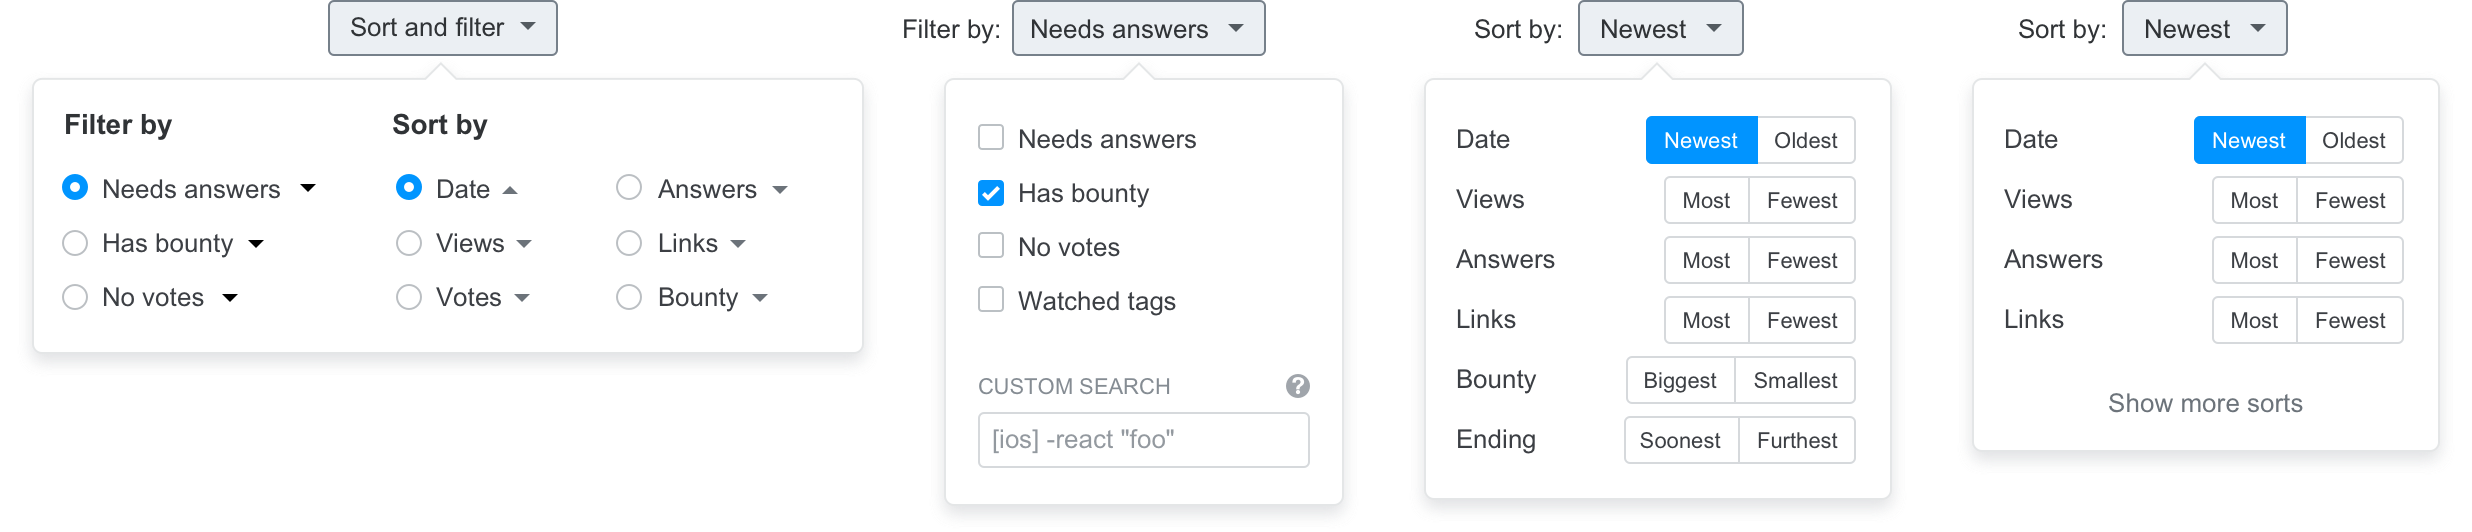 Sort and filter
Filter by
Sort by
Needs answers
Date
Answers
Has bounty
Views
Links
No votes
Votes
Bounty
Filter by: Needs answers
Needs answers
Has bounty
No votes
Watched tags
CUSTOM SEARCH ?
[ios] -react "foo"
Sort by: Newest
Date Newest Oldest
Views Most Fewest
Answers Most Fewest
Links Most Fewest
Bounty Biggest Smallest
Ending Soonest Furthest
Sort by: Newest
Date Newest Oldest
Views Most Fewest
Answers Most Fewest
Links Most Fewest
Show more sorts